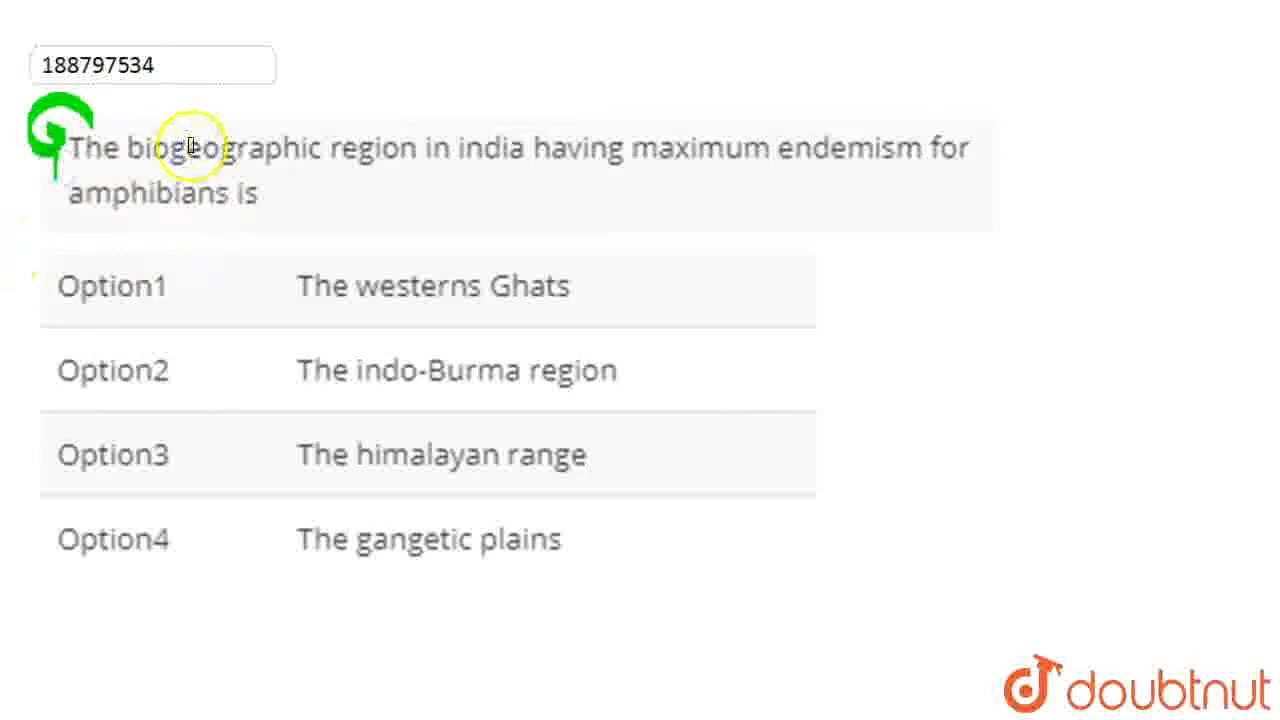 188797534
The biogeographic region in india having maximum endemism for
amphibians is
Option1 The westerns Ghats
Option2 The indo-Burma region
Option3 The himalayan range
Option4 The gangetic plains
doubtnut